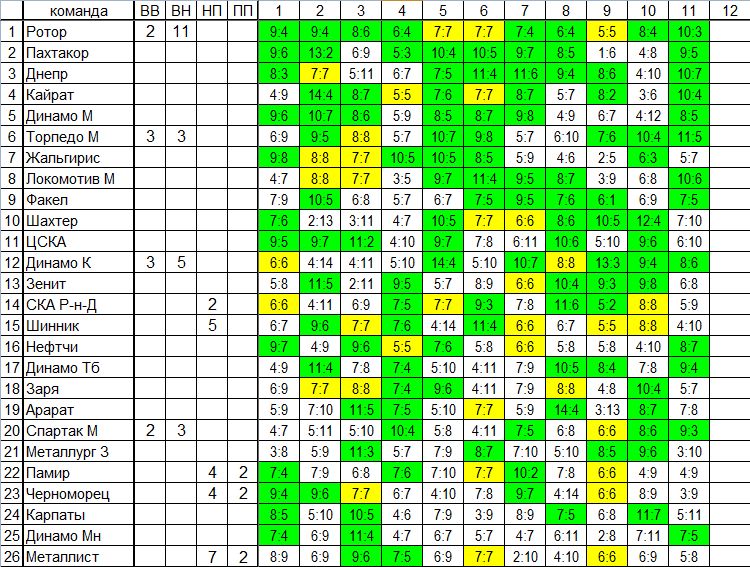 команда ВВ ВН НП ПП 1 2 3 4 5 6 7 8 9 10 11 12
1 Ротор 2 11 9:4 9:4 8:6 6:4 7:7 7:7 7:4 6:4 5:5 8:4 10:3
2 Пахтакор 9:6 13:2 6:9 5:3 10:4 10:5 9:7 8:5 1:6 4:8 9:5
3 Днепр 8:3 7:7 5:11 6:7 7:5 11:4 11:6 9:4 8:6 4:10 10:7
4 Кайрат 4:9 14:4 8:7 5:5 7:6 7:7 8:7 5:7 8:2 3:6 10:4
5 Динамо М 9:6 10:7 8:6 5:9 8:5 8:7 9:8 4:9 6:7 4:12 8:5
6 Торпедо М 3 3 6:9 9:5 8:8 5:7 10:7 9:8 5:7 6:10 7:6 10:4 11:5
7 Жальгирис 9:8 8:8 7:7 10:5 10:5 8:5 5:9 4:6 2:5 6:3 5:7
8 Локомотив М 4:7 8:8 7:7 3:5 9:7 11:4 9:5 8:7 3:9 6:8 10:6
9 Факел 7:9 10:5 6:8 5:7 6:7 7:5 9:5 7:6 6:1 6:9 7:5
10 Шахтер 7:6 2:13 3:11 4:7 10:5 7:7 6:6 8:6 10:5 12:4 7:10
11 ЦСКА 9:5 9:7 11:2 4:10 9:7 7:8 6:11 10:6 5:10 9:6 6:10
12 Динамо К 3 5 6:6 4:14 4:11 5:10 14:4 5:10 10:7 8:8 13:3 9:4 8:6
13 Зенит 5:8 11:5 2:11 9:5 5:7 8:9 6:6 10:4 9:3 9:8 6:8
14 СКА Р-н-Д 2 6:6 4:11 6:9 7:5 7:7 9:3 7:8 11:6 5:2 8:8 5:9
15 Шинник 5 6:7 9:6 7:7 7:6 4:14 11:4 6:6 6:7 5:5 8:8 4:10
16 Нефтчи 9:7 4:9 9:6 5:5 7:6 5:8 6:6 5:8 5:8 4:10 8:7
17 Динамо Тб 4:9 11:4 7:8 7:4 5:10 4:11 7:9 10:5 8:4 7:8 9:4
18 Заря 6:9 7:7 8:8 7:4 9:6 4:11 7:9 8:8 4:8 10:4 5:7
19 Арарат 5:9 7:10 11:5 7:5 5:10 7:7 5:9 14:4 3:13 8:7 7:8
20 Спартак М 2 3 4:7 5:11 5:10 10:4 5:8 4:11 7:5 6:8 6:6 8:6 9:3
21 Металлург З 3:8 5:9 11:3 5:7 7:9 8:7 7:10 5:10 8:5 9:6 3:10
22 Памир 4 2 7:4 7:9 6:8 7:6 7:10 7:7 10:2 7:8 6:6 4:9 4:9
23 Черноморец 4 2 9:4 9:6 7:7 6:7 4:10 7:8 9:7 4:14 6:6 8:9 3:9
24 Карпаты 8:5 5:10 10:5 4:6 7:9 3:9 8:9 7:5 6:8 11:7 5:11
25 Динамо Мн 7:4 6:9 11:4 4:7 6:7 5:7 4:7 6:11 2:8 7:11 7:5
26 Металлист 7 2 8:9 6:9 9:6 7:5 6:9 7:7 2:10 4:10 6:6 6:9 5:8